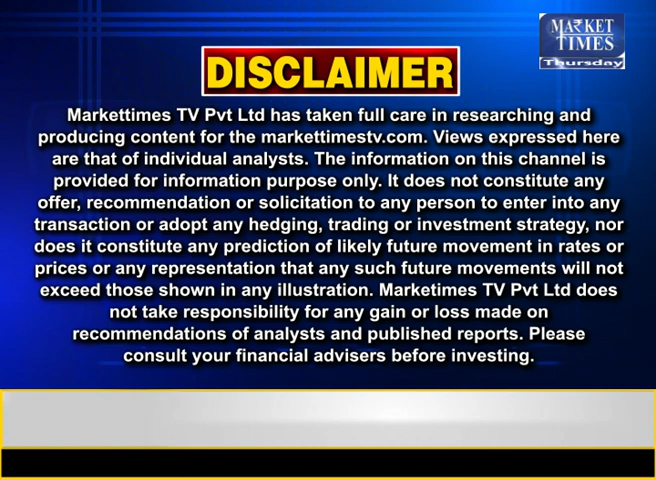 MARKET
TIMES
Thursday
DISCLAIMER
Markettimes TV Pvt Ltd has taken full care in researching and
producing content for the markettimestv.com. Views expressed here
are that of individual analysts. The information on this channel is
provided for information purpose only. It does not constitute any
offer, recommendation or solicitation to any person to enter into any
transaction or adopt any hedging, trading or investment strategy, nor
does it constitute any prediction of likely future movement in rates or
prices or any representation that any such future movements will not
exceed those shown in any illustration. Marketimes TV Pvt Ltd does
not take responsibility for any gain or loss made on
recommendations of analysts and published reports. Please
consult your financial advisers before investing.